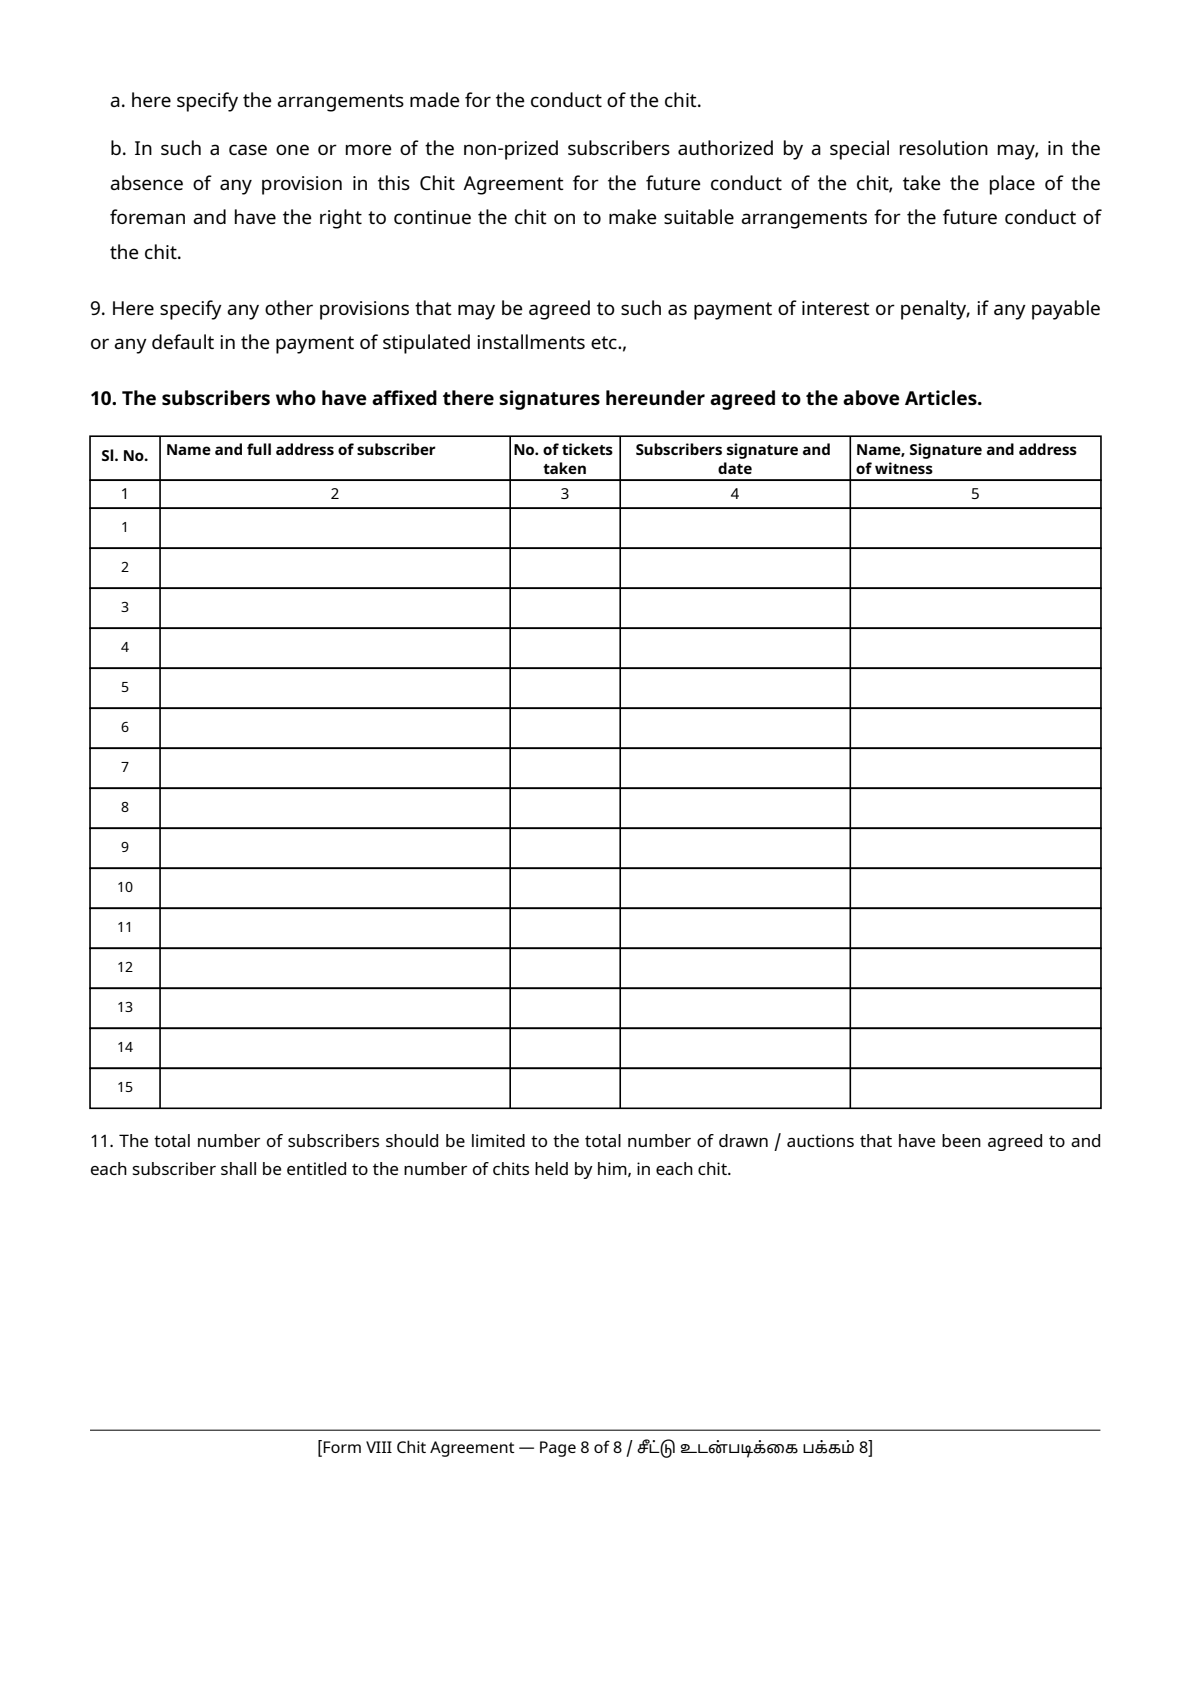 a. here specify the arrangements made for the conduct of the chit.
b. In such a case one or more of the non-prized subscribers authorized by a special resolution may, in the
absence of any provision in this Chit Agreement for the future conduct of the chit, take the place of the
foreman and have the right to continue the chit on to make suitable arrangements for the future conduct of
the chit.
9. Here specify any other provisions that may be agreed to such as payment of interest or penalty, if any payable
or any default in the payment of stipulated installments etc.,
10. The subscribers who have affixed there signatures hereunder agreed to the above Articles.
Sl. No. Name and full address of subscriber No. of tickets taken Subscribers signature and date Name, Signature and address of witness
1 2 3 4 5
1
2
3
4
5
6
7
8
9
10
11
12
13
14
15
11. The total number of subscribers should be limited to the total number of drawn / auctions that have been agreed to and
each subscriber shall be entitled to the number of chits held by him, in each chit.
[Form VIII Chit Agreement — Page 8 of 8 / சீட்டு உடன்படிக்கை பக்கம் 8]